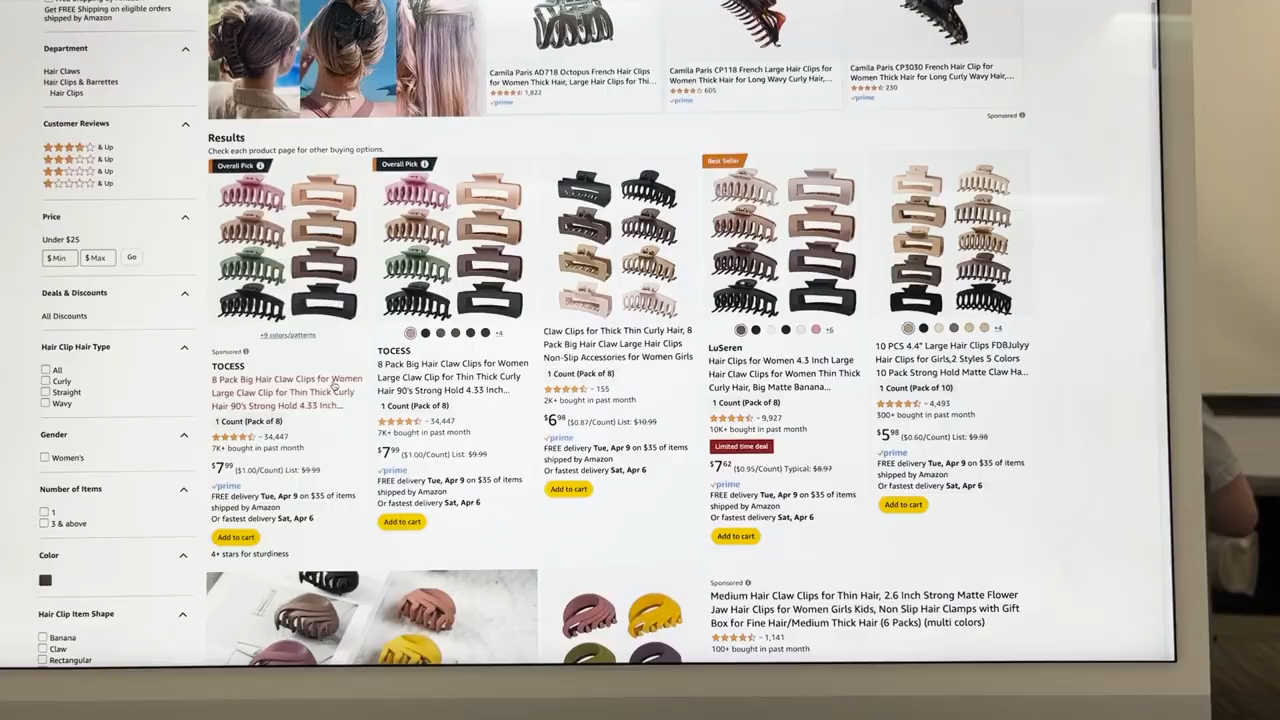 Get FREE Shipping on eligible orders
shipped by Amazon
Department
Hair Claws
Hair Clips & Barrettes
Hair Clips
Customer Reviews
& Up
& Up
& Up
& Up
Price
Under $25
$ Min
$ Max
Go
Deals & Discounts
All Discounts
Hair Clip Hair Type
All
Curly
Straight
Wavy
Gender
Women's
Number of Items
1
3 & above
Color
Hair Clip Item Shape
Banana
Claw
Rectangular
Camila Paris AD718 Octopus French Hair Clips
for Women Thick Hair, Large Hair Clips for Thi...
1,822
prime
Camila Paris CP118 French Large Hair Clips for
Women Thick Hair for Long Wavy Curly Hair,...
605
prime
Camila Paris CP3030 French Hair Clip for
Women Thick Hair for Long Curly Wavy Hair,...
230
prime
Sponsored
Results
Check each product page for other buying options.
Overall Pick
+9 colors/patterns
Sponsored
TOCESS
8 Pack Big Hair Claw Clips for Women
Large Claw Clip for Thin Thick Curly
Hair 90's Strong Hold 4.33 Inch...
1 Count (Pack of 8)
34,447
7K+ bought in past month
$7.99 ($1.00/Count) List: $9.99
prime
FREE delivery Tue, Apr 9 on $35 of items
shipped by Amazon
Or fastest delivery Sat, Apr 6
Add to cart
4+ stars for sturdiness
Overall Pick
+4
TOCESS
8 Pack Big Hair Claw Clips for Women
Large Claw Clip for Thin Thick Curly
Hair 90's Strong Hold 4.33 Inch...
1 Count (Pack of 8)
34,447
7K+ bought in past month
$7.99 ($1.00/Count) List: $9.99
prime
FREE delivery Tue, Apr 9 on $35 of items
shipped by Amazon
Or fastest delivery Sat, Apr 6
Add to cart
Claw Clips for Thick Thin Curly Hair, 8
Pack Big Hair Claw Large Hair Clips
Non-Slip Accessories for Women Girls
1 Count (Pack of 8)
155
2K+ bought in past month
$6.98 ($0.87/Count) List: $10.99
prime
FREE delivery Tue, Apr 9 on $35 of items
shipped by Amazon
Or fastest delivery Sat, Apr 6
Add to cart
Best Seller
+6
LuSeren
Hair Clips for Women 4.3 Inch Large
Hair Claw Clips for Women Thin Thick
Curly Hair, Big Matte Banana...
1 Count (Pack of 8)
9,927
10K+ bought in past month
Limited time deal
$7.62 ($0.95/Count) Typical: $8.97
prime
FREE delivery Tue, Apr 9 on $35 of items
shipped by Amazon
Or fastest delivery Sat, Apr 6
Add to cart
+4
10 PCS 4.4" Large Hair Clips FDBJulyy
Hair Clips for Girls,2 Styles 5 Colors
10 Pack Strong Hold Matte Claw Ha...
1 Count (Pack of 10)
4,493
300+ bought in past month
$5.98 ($0.60/Count) List: $9.98
prime
FREE delivery Tue, Apr 9 on $35 of items
shipped by Amazon
Or fastest delivery Sat, Apr 6
Add to cart
Sponsored
Medium Hair Claw Clips for Thin Hair, 2.6 Inch Strong Matte Flower
Jaw Hair Clips for Women Girls Kids, Non Slip Hair Clamps with Gift
Box for Fine Hair/Medium Thick Hair (6 Packs) (multi colors)
1,141
100+ bought in past month